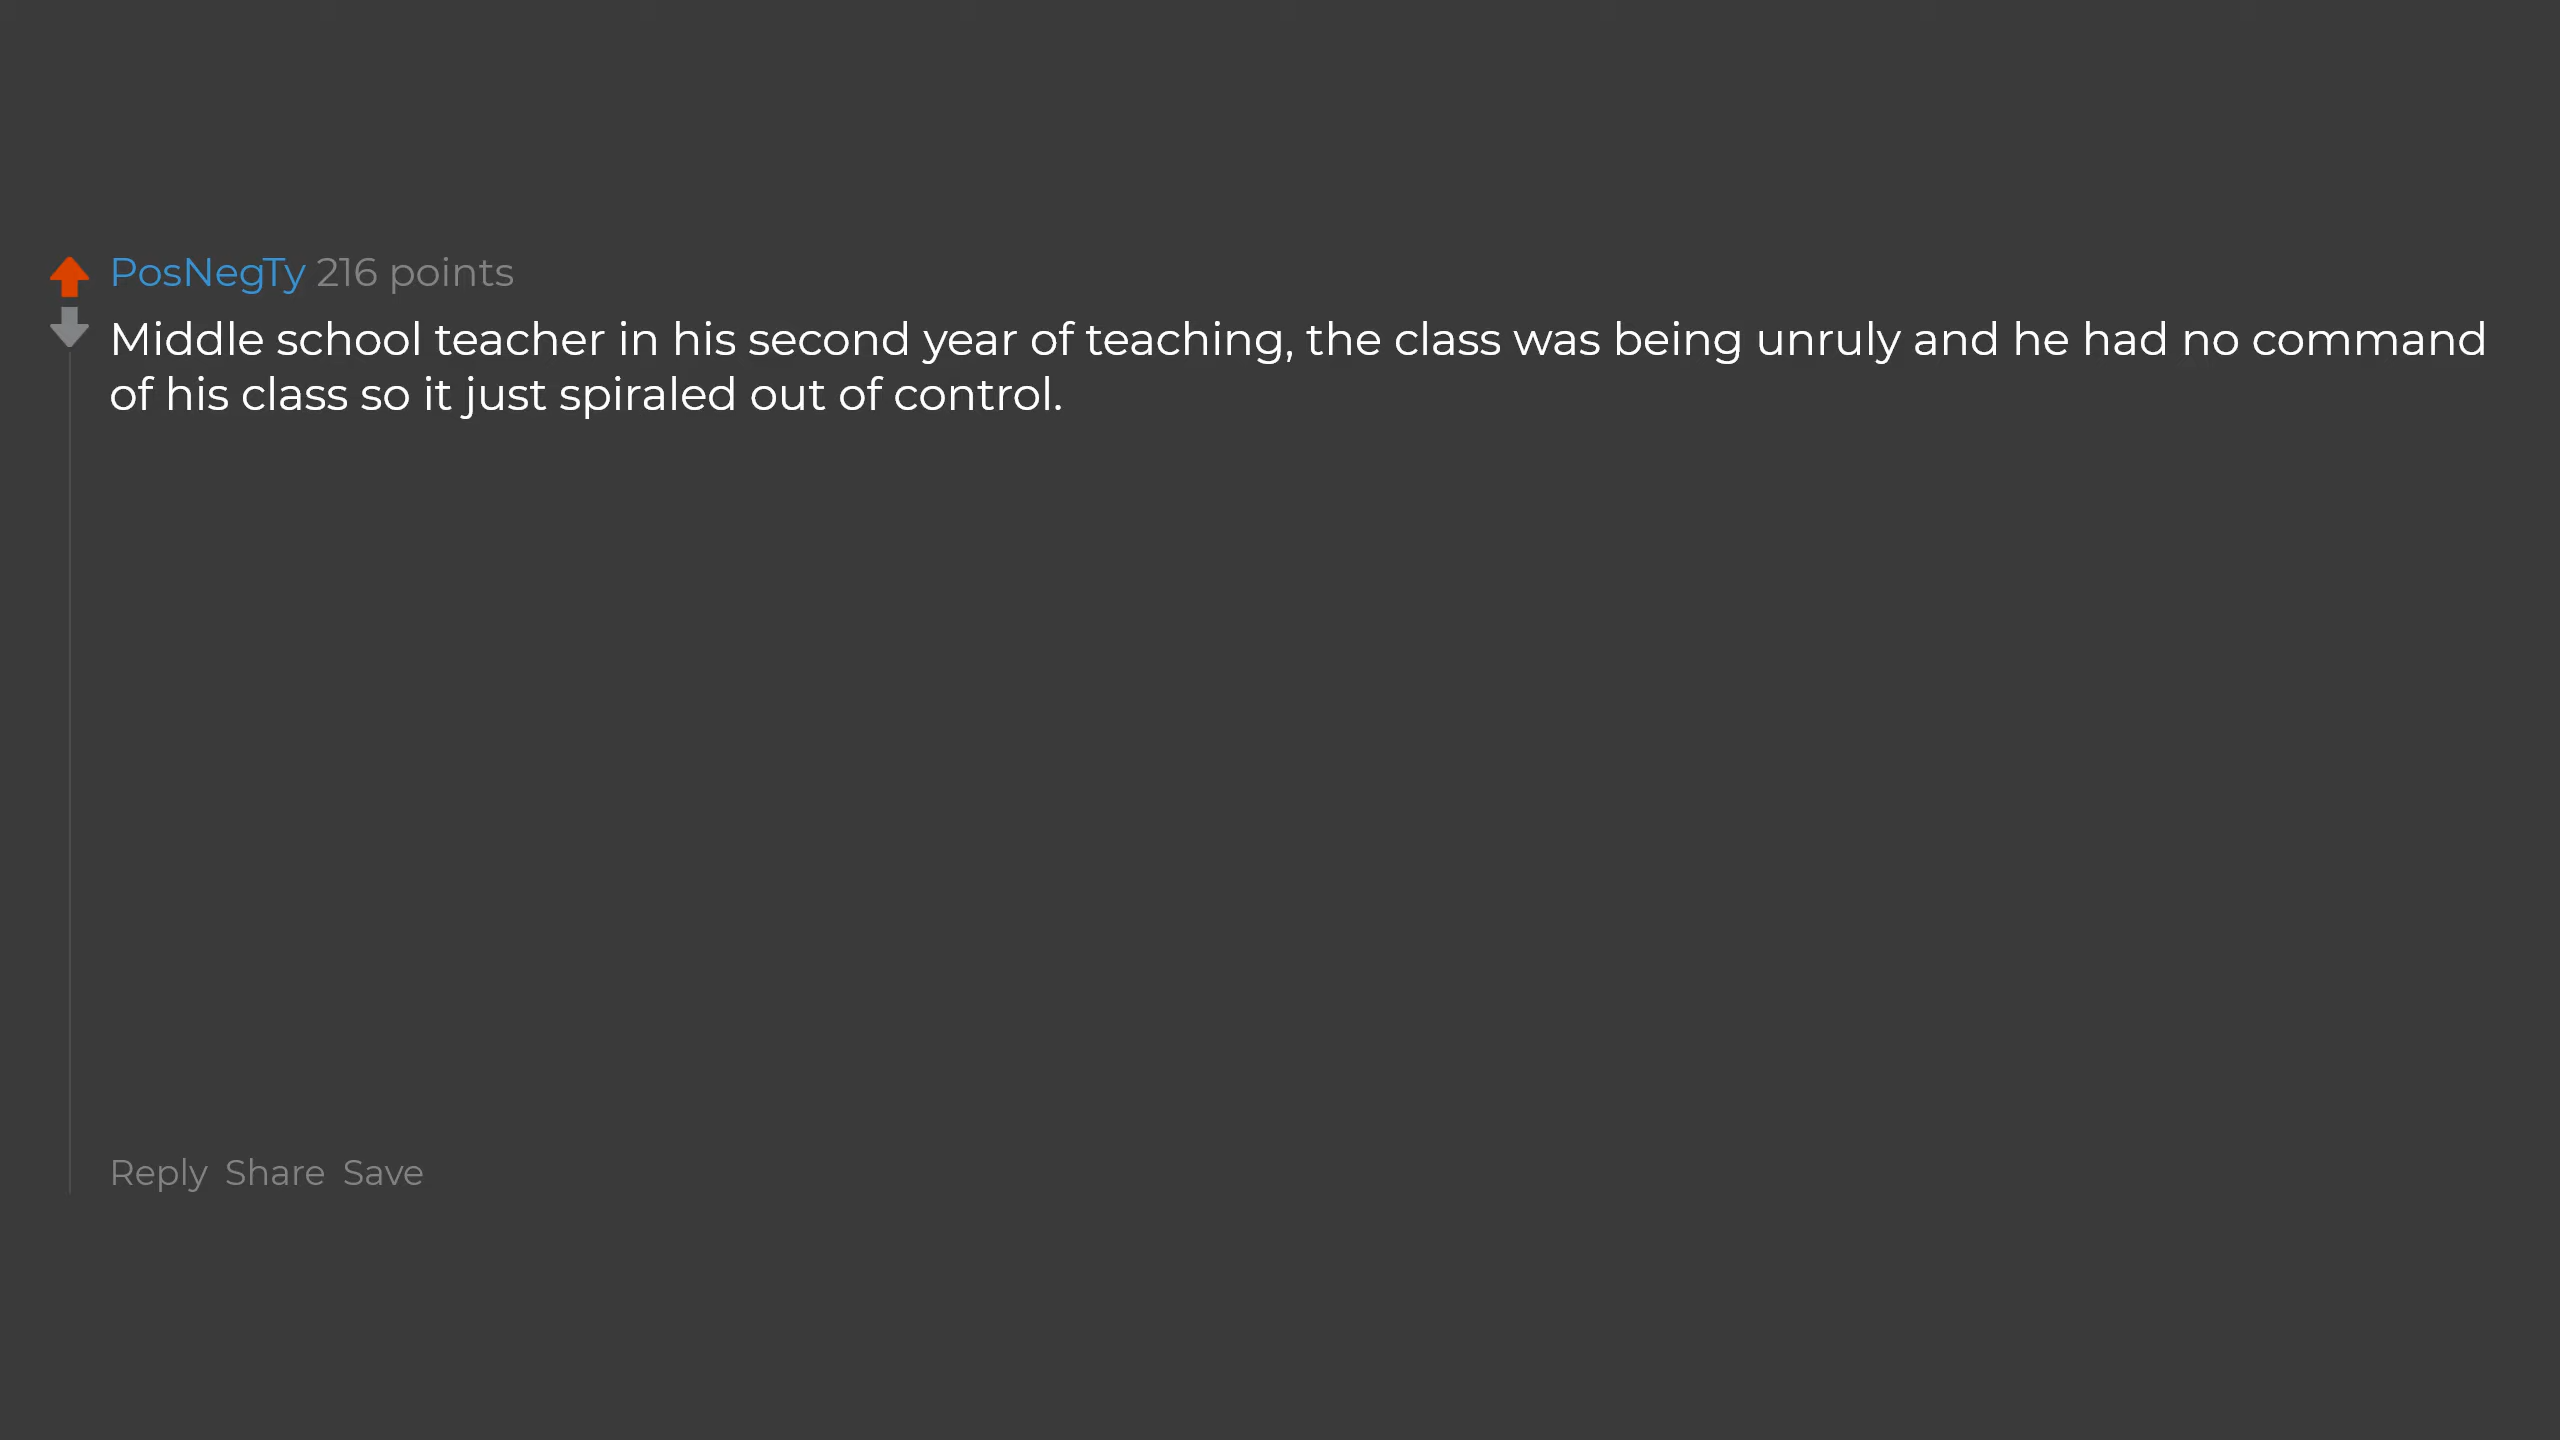 PosNegTy 216 points
Middle school teacher in his second year of teaching, the class was being unruly and he had no command
of his class so it just spiraled out of control.
Reply Share Save